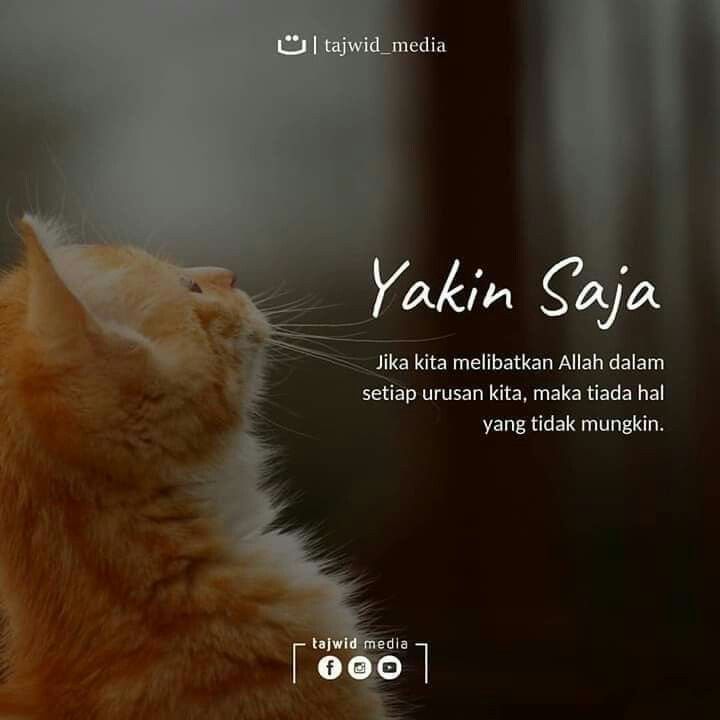 ت | tajwid_media
Yakin Saja
Jika kita melibatkan Allah dalam
setiap urusan kita, maka tiada hal
yang tidak mungkin.
tajwid media